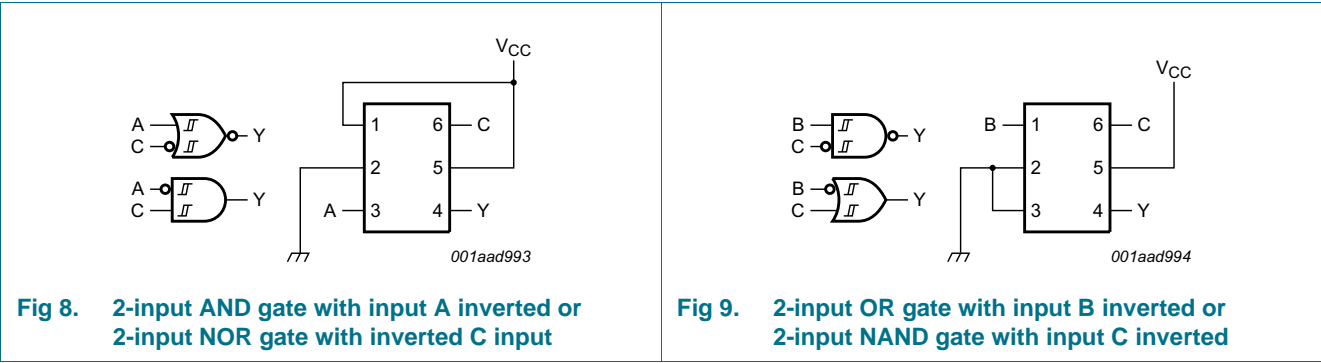 VCC
A
C
Y
A
C
Y
1 6 C
2 5
A 3 4 Y
001aad993
Fig 8. 2-input AND gate with input A inverted or
2-input NOR gate with inverted C input
VCC
B
C
Y
B
C
Y
B 1 6 C
2 5
3 4 Y
001aad994
Fig 9. 2-input OR gate with input B inverted or
2-input NAND gate with input C inverted